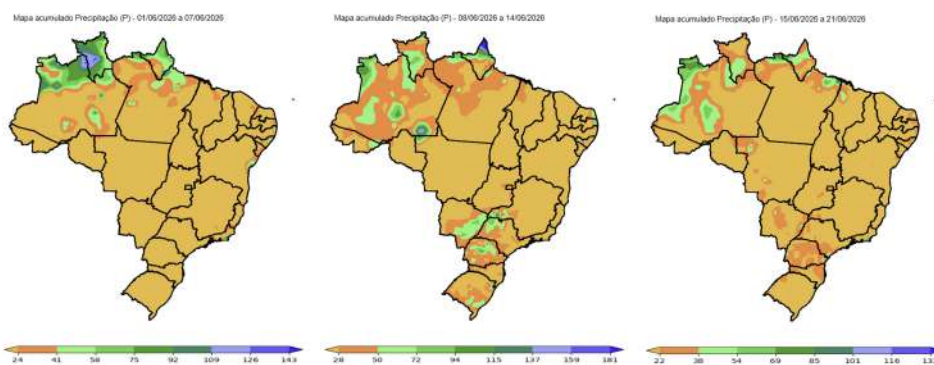 Mapa acumulado Precipitação (P) - 01/06/2026 a 07/06/2026
Mapa acumulado Precipitação (P) - 08/06/2026 a 14/06/2026
Mapa acumulado Precipitação (P) - 15/06/2026 a 21/06/2026
24 41 58 75 92 109 126 143
28 50 72 94 115 137 159 181
22 38 54 69 85 101 116